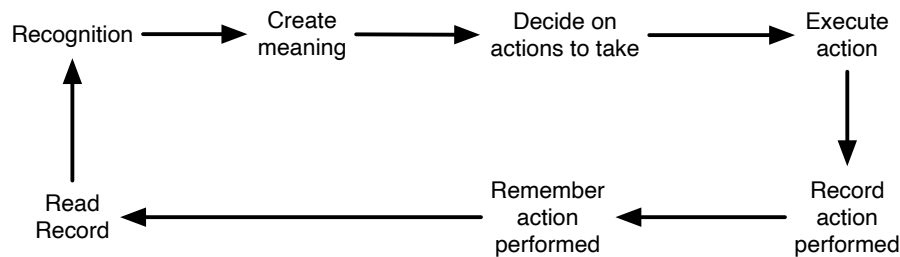 Recognition
Create
meaning
Decide on
actions to take
Execute
action
Read
Record
Remember
action
performed
Record
action
performed